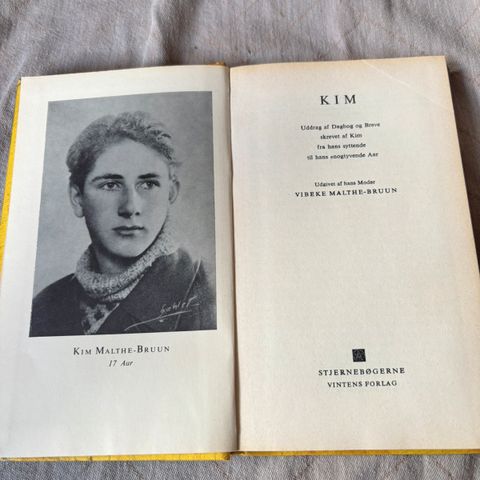 KIM MALTHE-BRUUN
17 Aar
KIM
Uddrag af Dagbog og Breve
skrevet af Kim
fra hans syttende
til hans enogtyvende Aar
Udgivet af hans Moder
VIBEKE MALTHE-BRUUN
STJERNEBØGERNE
VINTENS FORLAG